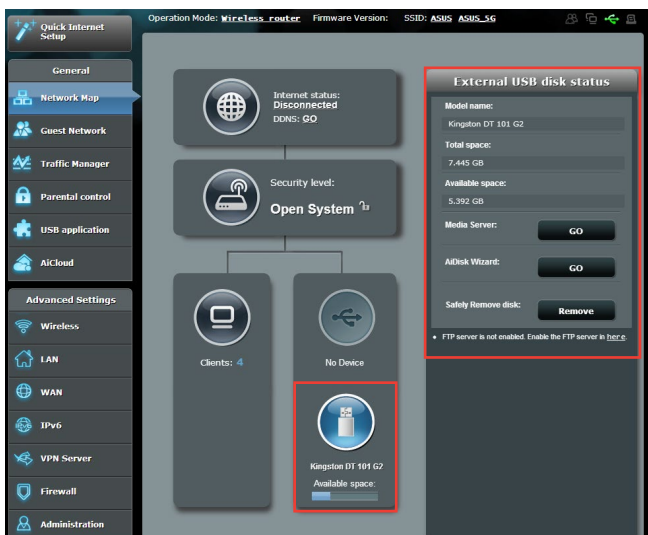 Operation Mode: Wireless router Firmware Version: SSID: ASUS ASUS_5G
Quick Internet
Setup
General
Network Map
Guest Network
Traffic Manager
Parental control
USB application
AiCloud
Advanced Settings
Wireless
LAN
WAN
IPv6
VPN Server
Firewall
Administration
Internet status:
Disconnected
DDNS: GO
Security level:
Open System
Clients: 4
No Device
Kingston DT 101 G2
Available space:
External USB disk status
Model name:
Kingston DT 101 G2
Total space:
7.445 GB
Available space:
5.392 GB
Media Server: GO
AiDisk Wizard: GO
Safely Remove disk: Remove
FTP server is not enabled. Enable the FTP server in here.